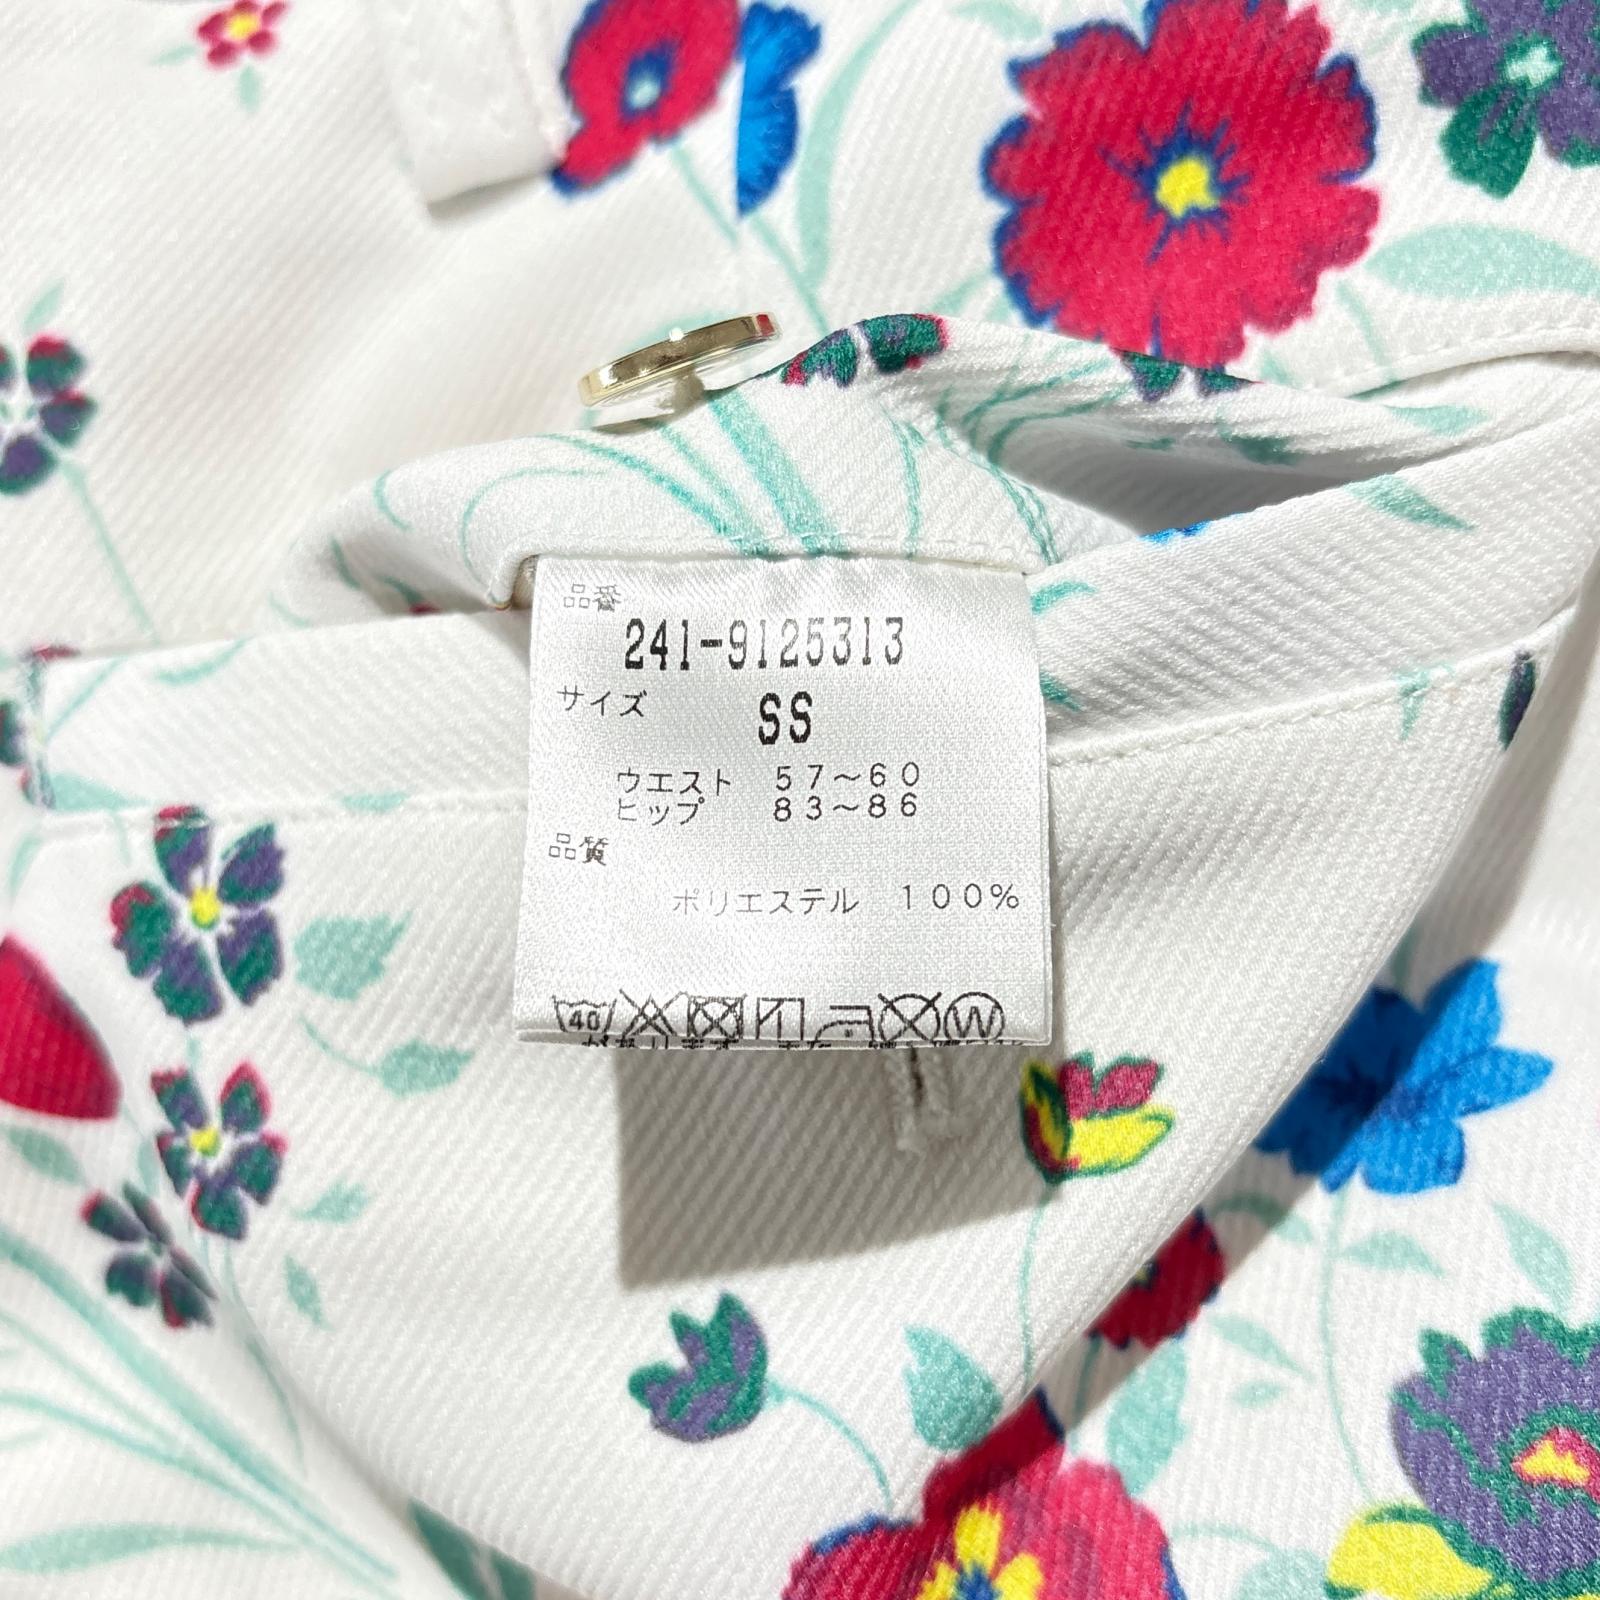 品番
241-9125313
サイズ SS
ウエスト 57〜60
ヒップ 83〜86
品質
ポリエステル 100%
40 W